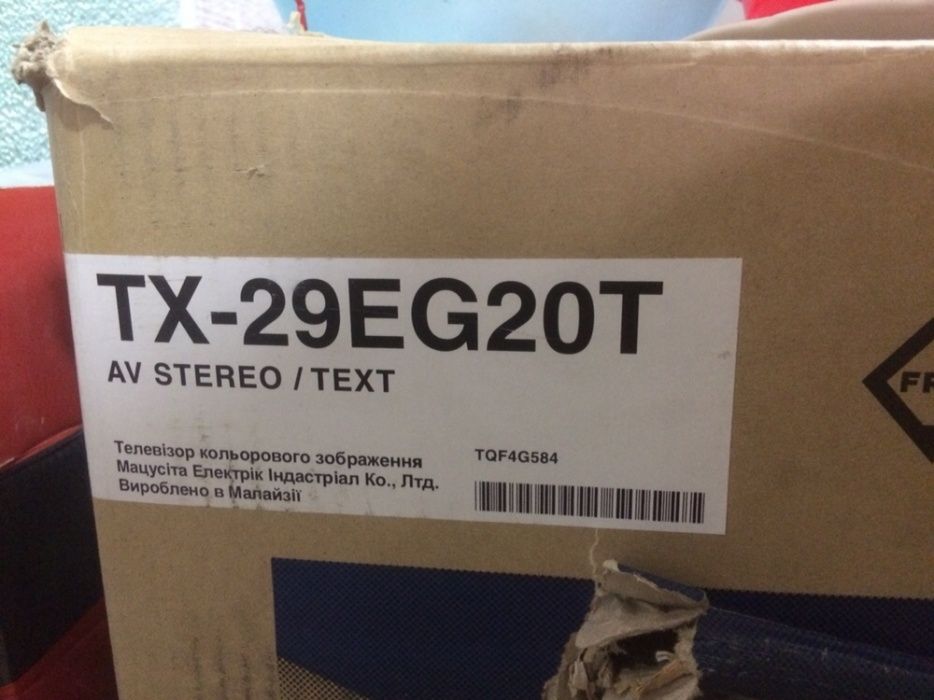 TX-29EG20T
AV STEREO / TEXT
Телевізор кольорового зображення
Мацусіта Електрік Індастріал Ко., Лтд.
Вироблено в Малайзії
TQF4G584